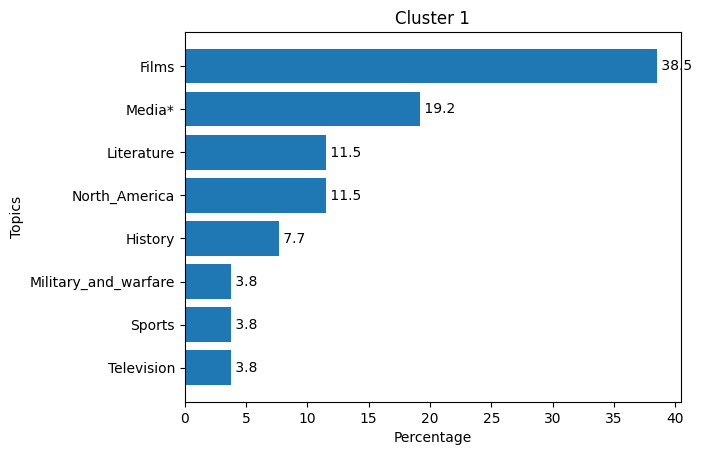 Cluster 1
Topics
Films 38.5
Media* 19.2
Literature 11.5
North_America 11.5
History 7.7
Military_and_warfare 3.8
Sports 3.8
Television 3.8
0 5 10 15 20 25 30 35 40
Percentage